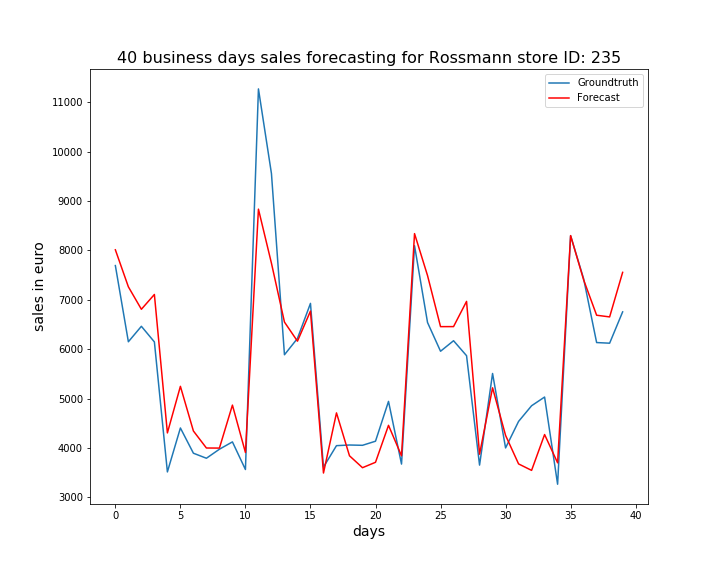 40 business days sales forecasting for Rossmann store ID: 235
Groundtruth
Forecast
11000
10000
9000
8000
7000
6000
5000
4000
3000
sales in euro
0 5 10 15 20 25 30 35 40
days